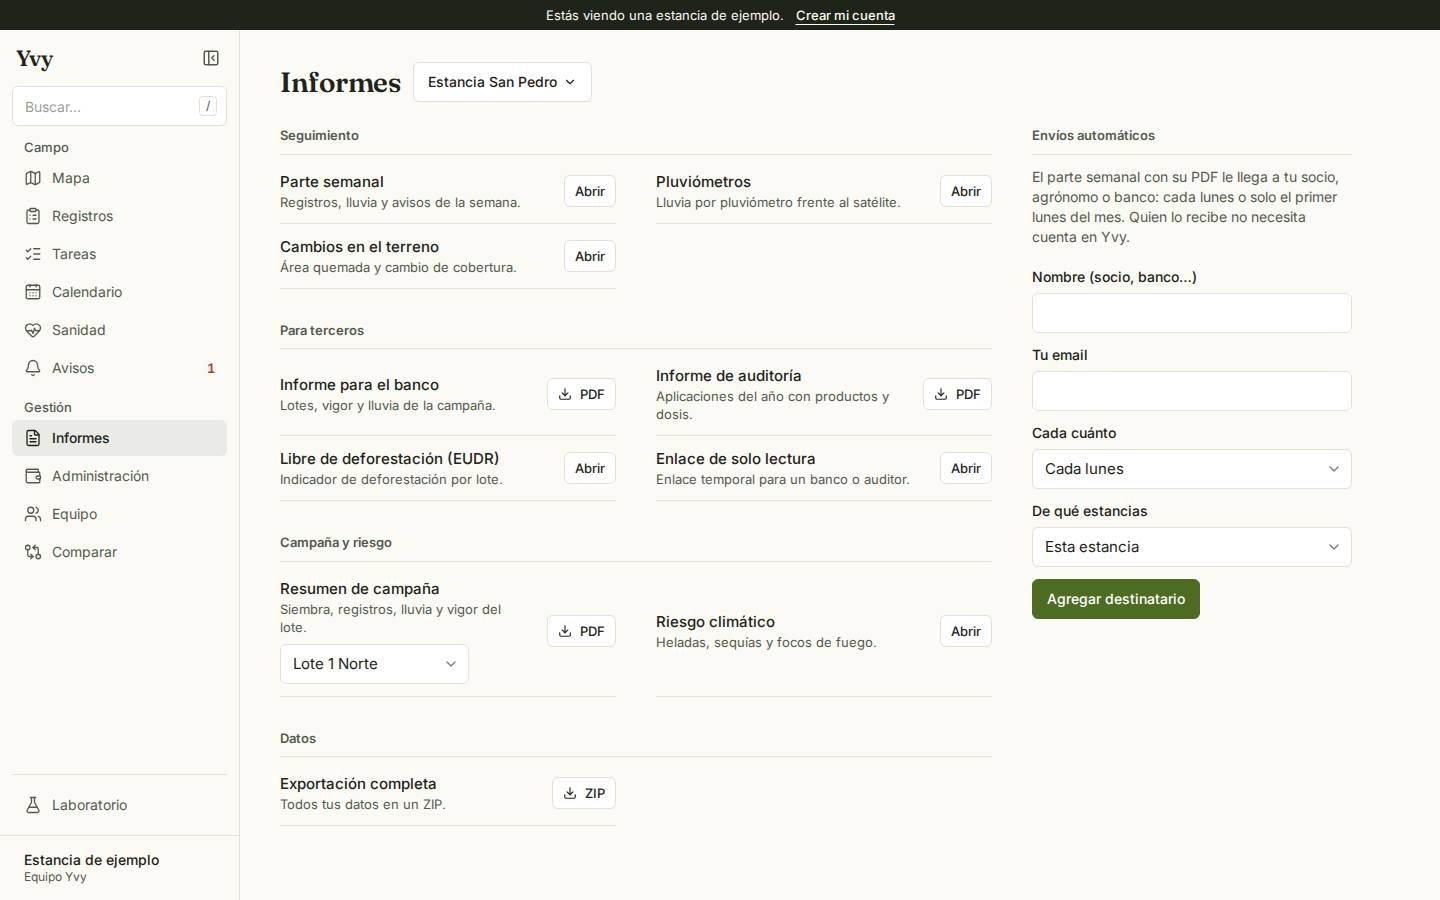 Estás viendo una estancia de ejemplo. Crear mi cuenta
Yvy
Buscar... /
Campo
Mapa
Registros
Tareas
Calendario
Sanidad
Avisos 1
Gestión
Informes
Administración
Equipo
Comparar
Laboratorio
Estancia de ejemplo
Equipo Yvy
Informes Estancia San Pedro
Seguimiento
Parte semanal
Registros, lluvia y avisos de la semana.
Abrir
Pluviómetros
Lluvia por pluviómetro frente al satélite.
Abrir
Cambios en el terreno
Área quemada y cambio de cobertura.
Abrir
Para terceros
Informe para el banco
Lotes, vigor y lluvia de la campaña.
PDF
Informe de auditoría
Aplicaciones del año con productos y
dosis.
PDF
Libre de deforestación (EUDR)
Indicador de deforestación por lote.
Abrir
Enlace de solo lectura
Enlace temporal para un banco o auditor.
Abrir
Campaña y riesgo
Resumen de campaña
Siembra, registros, lluvia y vigor del
lote.
Lote 1 Norte
PDF
Riesgo climático
Heladas, sequías y focos de fuego.
Abrir
Datos
Exportación completa
Todos tus datos en un ZIP.
ZIP
Envíos automáticos
El parte semanal con su PDF le llega a tu socio,
agrónomo o banco: cada lunes o solo el primer
lunes del mes. Quien lo recibe no necesita
cuenta en Yvy.
Nombre (socio, banco...)
Tu email
Cada cuánto
Cada lunes
De qué estancias
Esta estancia
Agregar destinatario